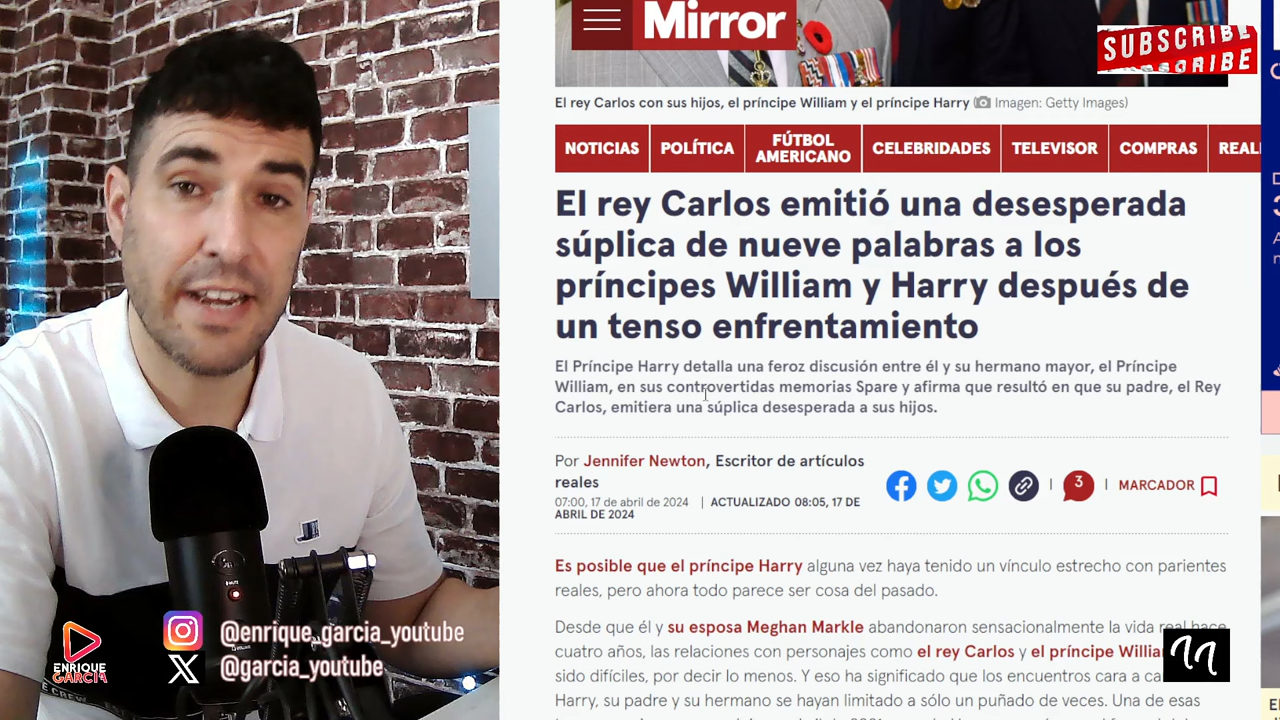 Mirror
SUBSCRIBE
SUBSCRIBE
El rey Carlos con sus hijos, el príncipe William y el príncipe Harry ( Imagen: Getty Images)
NOTICIAS
POLÍTICA
FÚTBOL
AMERICANO
CELEBRIDADES
TELEVISOR
COMPRAS
El rey Carlos emitió una desesperada
súplica de nueve palabras a los
príncipes William y Harry después de
un tenso enfrentamiento
El Príncipe Harry detalla una feroz discusión entre él y su hermano mayor, el Príncipe
William, en sus controvertidas memorias Spare y afirma que resultó en que su padre, el Rey
Carlos, emitiera una súplica desesperada a sus hijos.
Por Jennifer Newton, Escritor de artículos
reales
07:00, 17 de abril de 2024 | ACTUALIZADO 08:05, 17 DE
ABRIL DE 2024
3
MARCADOR
Es posible que el príncipe Harry alguna vez haya tenido un vínculo estrecho con parientes
reales, pero ahora todo parece ser cosa del pasado.
Desde que él y su esposa Meghan Markle abandonaron sensacionalmente la vida real hace
cuatro años, las relaciones con personajes como el rey Carlos y el príncipe
sido difíciles, por decir lo menos. Y eso ha significado que los encuentros cara a
Harry, su padre y su hermano se hayan limitado a sólo un puñado de veces. Una de esas
ENRIQUE
GARCIA
@enrique_garcia_youtube
@garcia_youtube